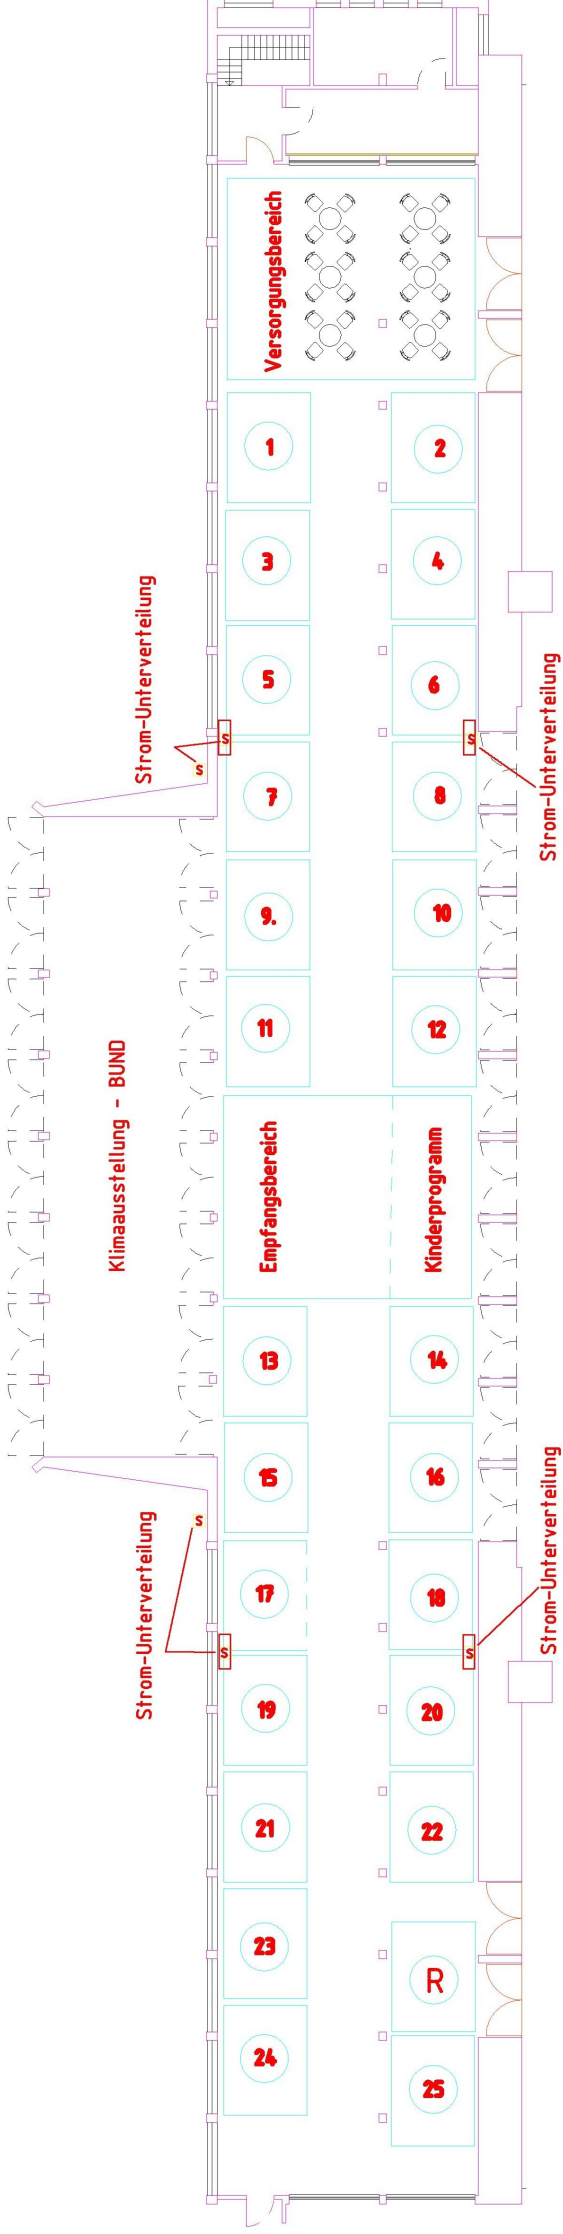 Versorgungsbereich
1
2
3
4
Strom-Unterverteilung
5
6
Strom-Unterverteilung
S
S
S
7
8
9.
10
11
12
Klimaausstellung - BUND
Empfangsbereich
Kinderprogramm
13
14
15
16
Strom-Unterverteilung
S
17
18
Strom-Unterverteilung
S
S
19
20
21
22
23
R
24
25